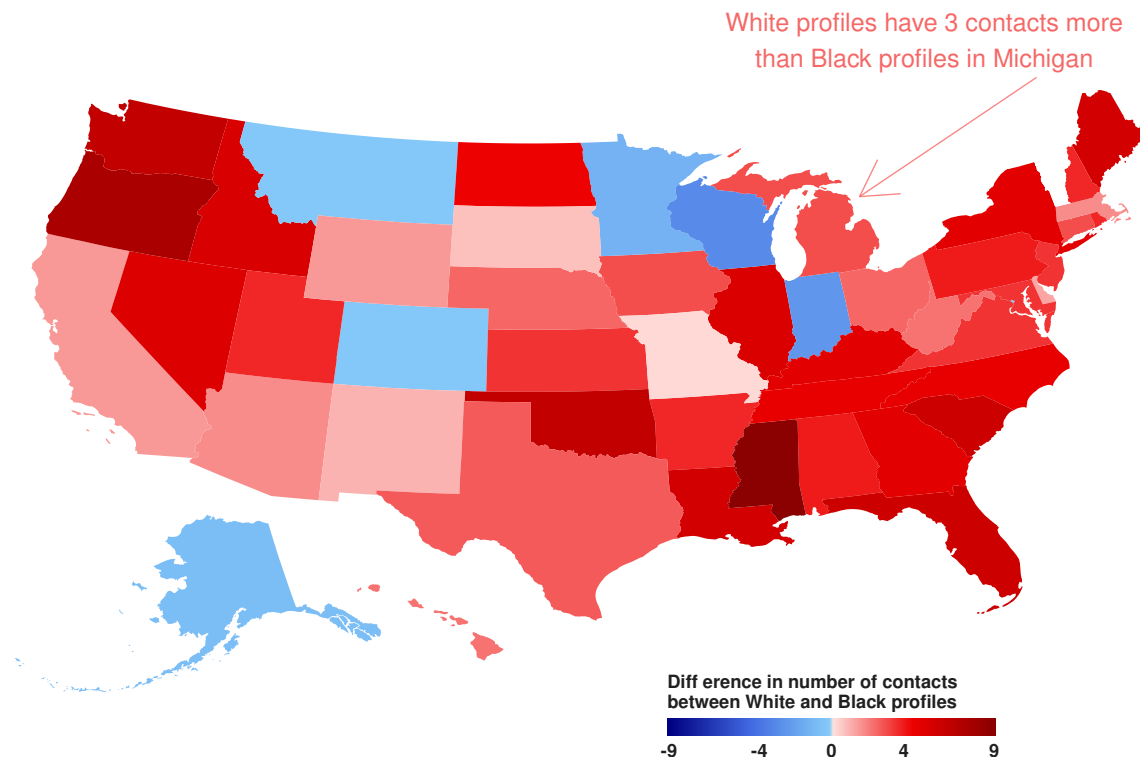 White profiles have 3 contacts more
than Black profiles in Michigan
Diff erence in number of contacts
between White and Black profiles
-9 -4 0 4 9